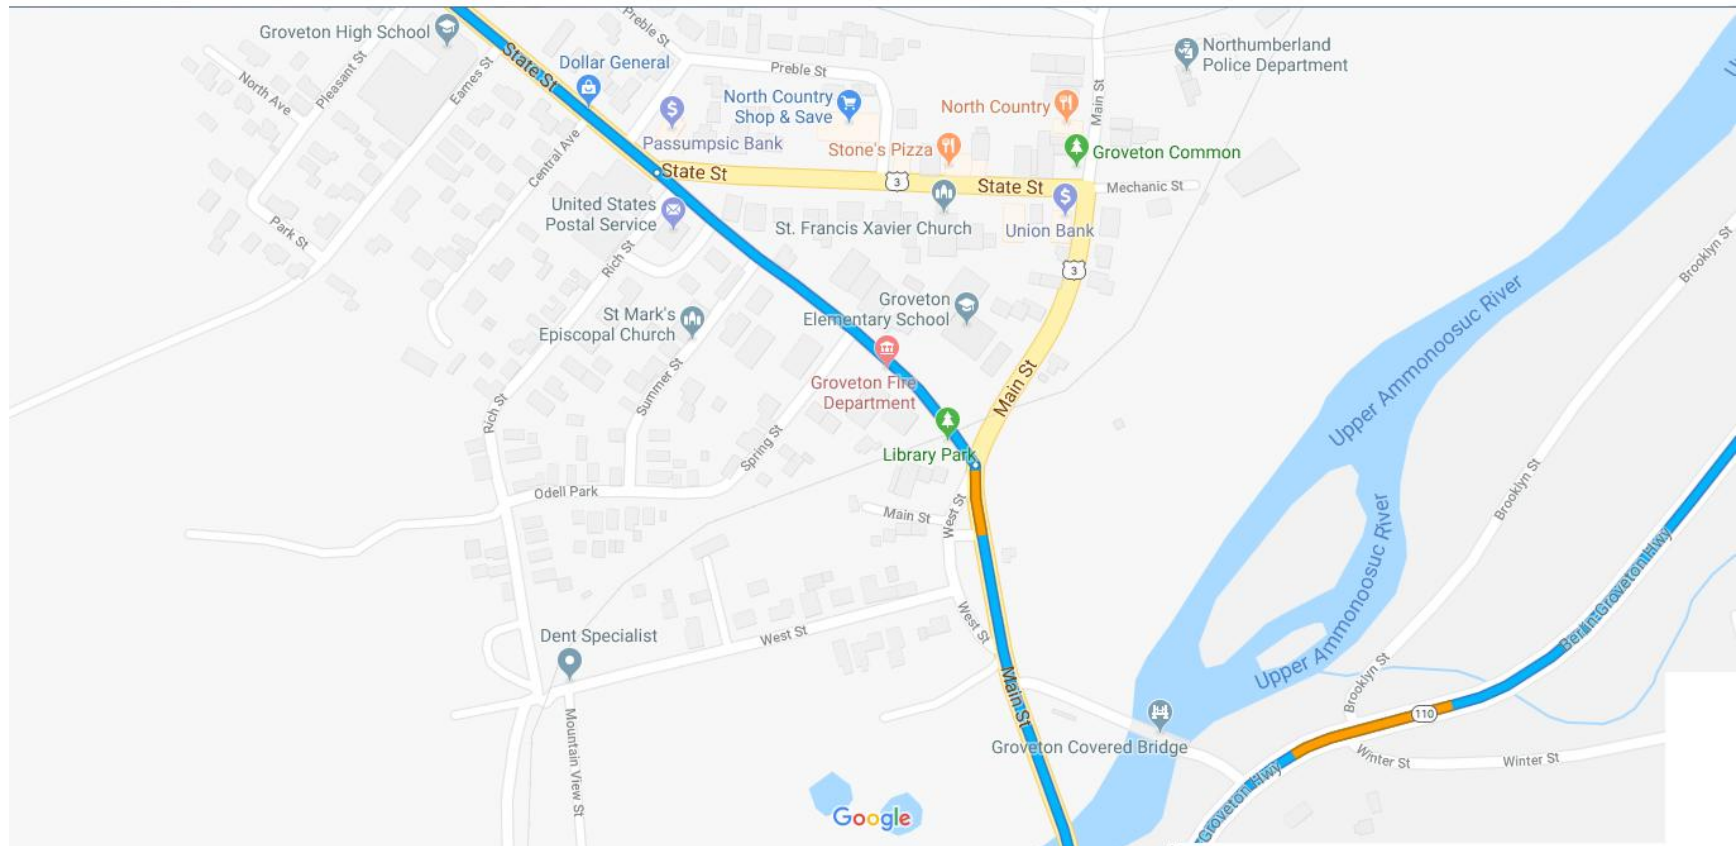 Groveton High School
State St
Preble St
Northumberland
Police Department
Dollar General
Preble St
Pleasant St
Eames St
North Ave
North Country
Shop & Save
North Country
Main St
Passumpsic Bank
Stone's Pizza
Groveton Common
Central Ave
State St
3
State St
Mechanic St
United States
Postal Service
St. Francis Xavier Church
Union Bank
Park St
Rich St
3
Brooklyn St
Groveton
Elementary School
St Mark's
Episcopal Church
Upper Ammonoosuc River
Groveton Fire
Department
Summer St
Main St
Rich St
Spring St
Library Park
Odell Park
Main St
West St
Brooklyn St
Upper Ammonoosuc River
Berlin-Groveton Hwy
West St
West St
Dent Specialist
Main St
Brooklyn St
110
Mountain View St
Groveton Covered Bridge
Winter St
Winter St
Groveton Hwy
Google